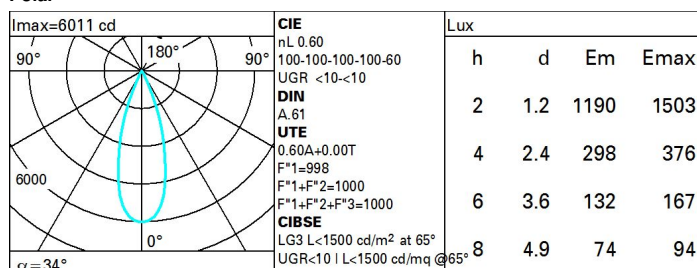 Imax=6011 cd
90°
180°
90°
6000
0°
α=34°
CIE
nL 0.60
100-100-100-100-60
UGR <10-<10
DIN
A.61
UTE
0.60A+0.00T
F"1=998
F"1+F"2=1000
F"1+F"2+F"3=1000
CIBSE
LG3 L<1500 cd/m² at 65°
UGR<10 | L<1500 cd/mq @65°
Lux
h d Em Emax
2 1.2 1190 1503
4 2.4 298 376
6 3.6 132 167
8 4.9 74 94